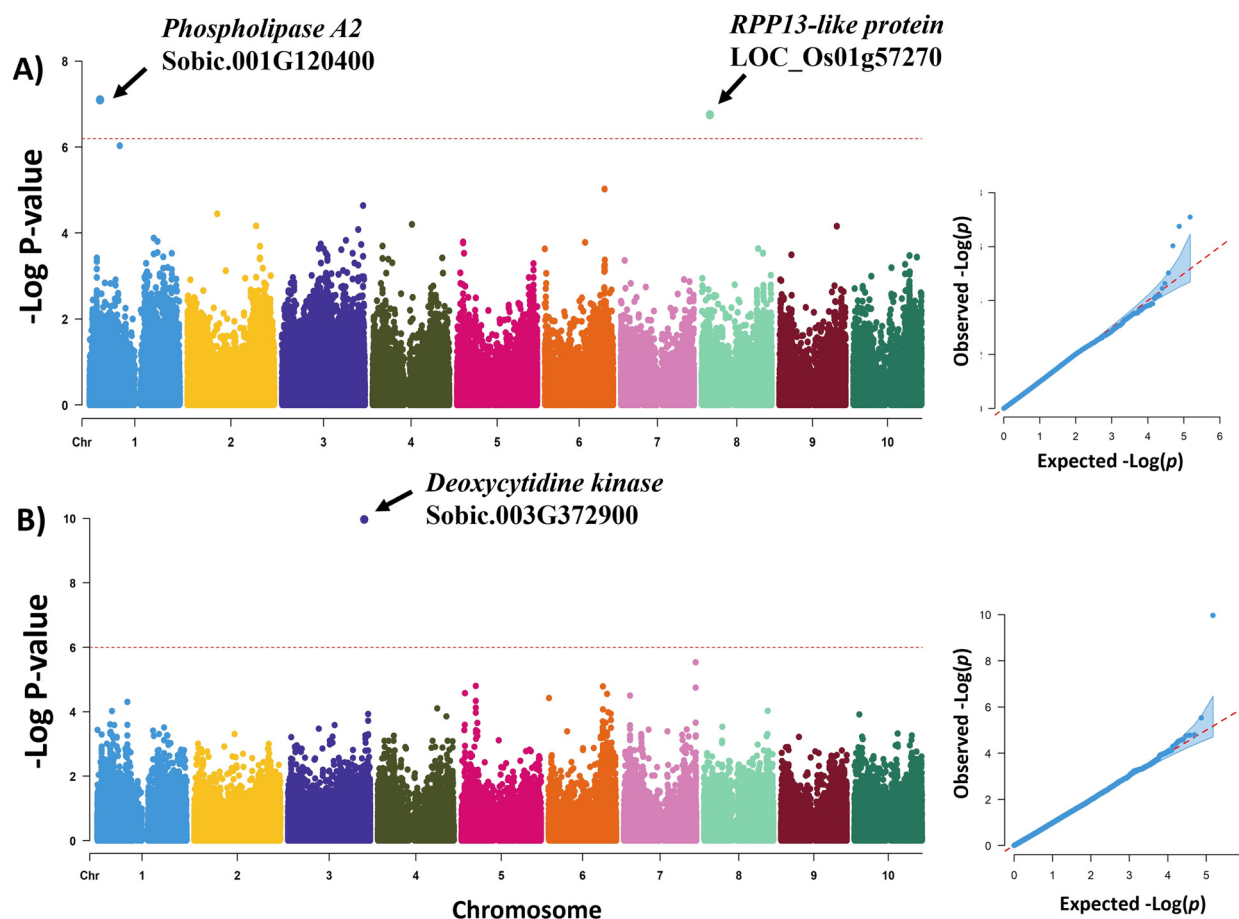 A)
Phospholipase A2
Sobic.001G120400
RPP13-like protein
LOC_Os01g57270
-Log P-value
8
6
4
2
0
Chr 1 2 3 4 5 6 7 8 9 10
Observed -Log(p)
0 1 2 3 4 5 6
Expected -Log(p)
B)
Deoxycytidine kinase
Sobic.003G372900
-Log P-value
10
8
6
4
2
0
Chr 1 2 3 4 5 6 7 8 9 10
Chromosome
Observed -Log(p)
10
8
6
4
2
0
0 1 2 3 4 5
Expected -Log(p)